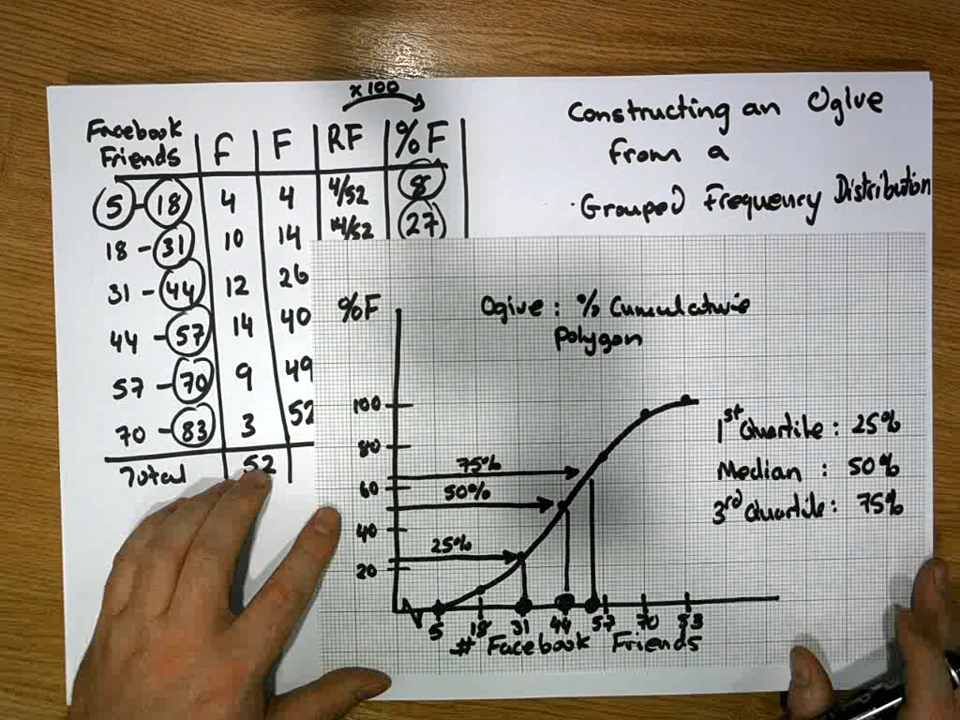 Constructing an Oglve
From a
Grouped Frequency Distribution
x100
Facebook
Friends f F RF %F
5-18 4 4 4/52 8
18-31 10 14 14/52 27
31-44 12 26
44-57 14 40
57-70 9 49
70-83 3 52
Total 52
%F
Ogive: % Cumulative
Polygon
100
80
60
40
20
75%
50%
25%
5 18 31 44 57 70 83
# Facebook Friends
1st Quartile: 25%
Median : 50%
3rd Quartile: 75%